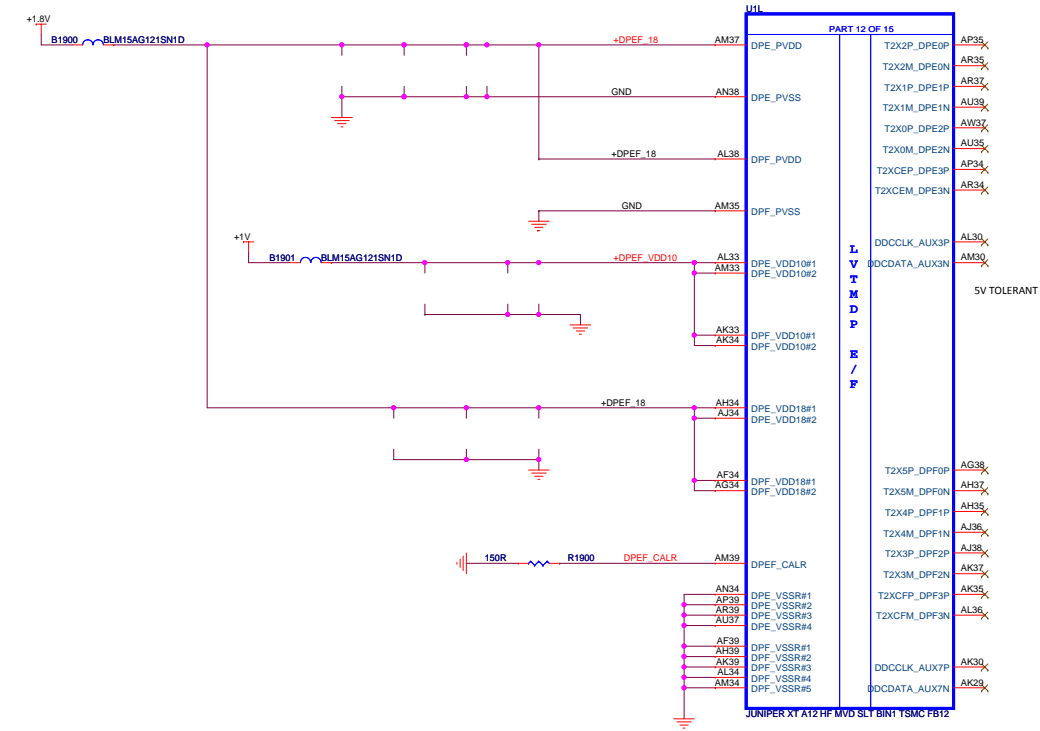 U1L
+1.8V
PART 12 OF 15
B1900 BLM15AG121SN1D
+DPEF_18 AM37 DPE_PVDD
T2X2P_DPE0P AP35
T2X2M_DPE0N AR35
T2X1P_DPE1P AR37
GND AN38 DPE_PVSS
T2X1M_DPE1N AU39
T2X0P_DPE2P AW37
T2X0M_DPE2N AU35
+DPEF_18 AL38 DPF_PVDD
T2XCEP_DPE3P AP34
T2XCEM_DPE3N AR34
GND AM35 DPF_PVSS
+1V
DDCCLK_AUX3P AL30
B1901 BLM15AG121SN1D
+DPEF_VDD10 AL33 DPE_VDD10#1
DDCDATA_AUX3N AM30
AM33 DPE_VDD10#2
5V TOLERANT
LVTMDP E/F
AK33 DPF_VDD10#1
AK34 DPF_VDD10#2
+DPEF_18 AH34 DPE_VDD18#1
AJ34 DPE_VDD18#2
T2X5P_DPF0P AG38
AF34 DPF_VDD18#1
AG34 DPF_VDD18#2
T2X5M_DPF0N AH37
T2X4P_DPF1P AH35
T2X4M_DPF1N AJ36
T2X3P_DPF2P AJ38
150R R1900 DPEF_CALR AM39 DPEF_CALR
T2X3M_DPF2N AK37
AN34 DPE_VSSR#1
T2XCFP_DPF3P AK35
AP39 DPE_VSSR#2
AR39 DPE_VSSR#3
T2XCFM_DPF3N AL36
AU37 DPE_VSSR#4
AF39 DPF_VSSR#1
AH39 DPF_VSSR#2
AK39 DPF_VSSR#3
DDCCLK_AUX7P AK30
AL34 DPF_VSSR#4
AM34 DPF_VSSR#5
DDCDATA_AUX7N AK29
JUNIPER XT A12 HF MVD SLT BIN1 TSMC FB12